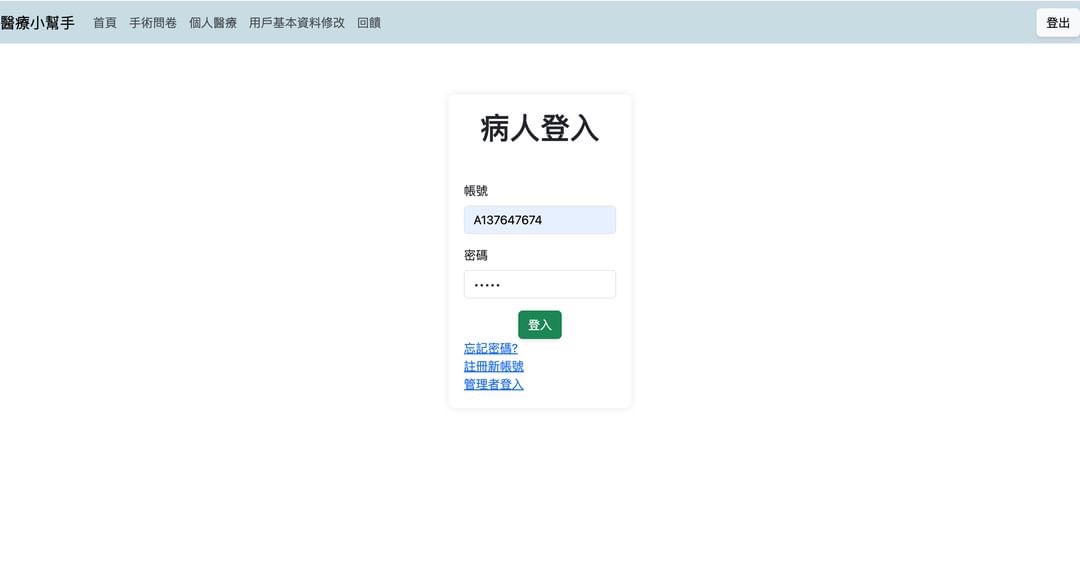 醫療小幫手 首頁 手術問卷 個人醫療 用戶基本資料修改 回饋 登出
病人登入
帳號
A137647674
密碼
•••••
登入
忘記密碼?
註冊新帳號
管理者登入